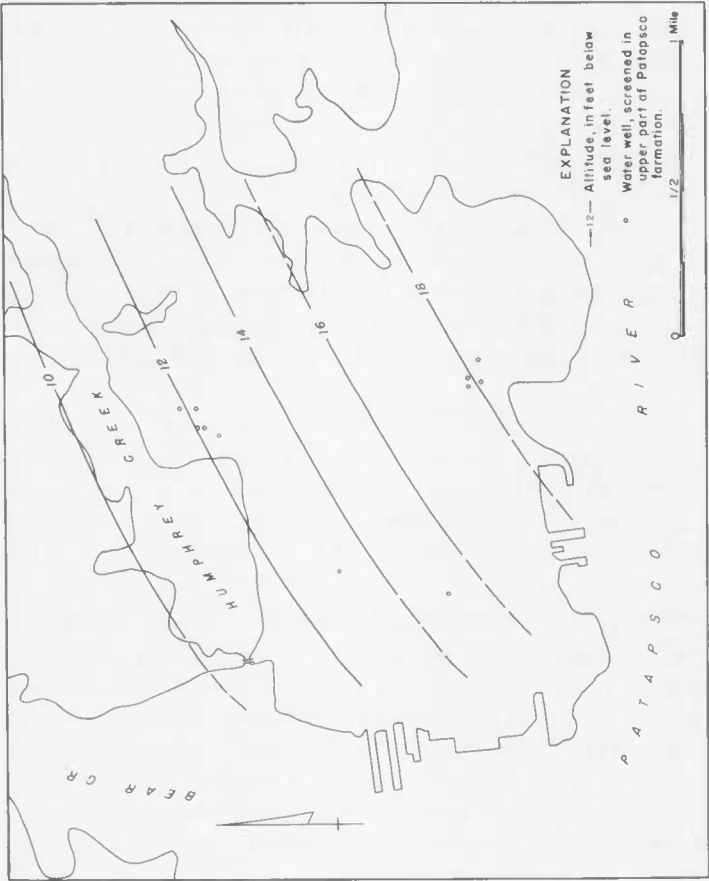 BEAR CR
HUMPHREY
CREEK
10
12
14
16
18
PATAPSCO RIVER
EXPLANATION
—12— Altitude, in feet below
sea level.
Water well, screened in
upper part of Patapsco
formation.
0 1/2 1 Mile